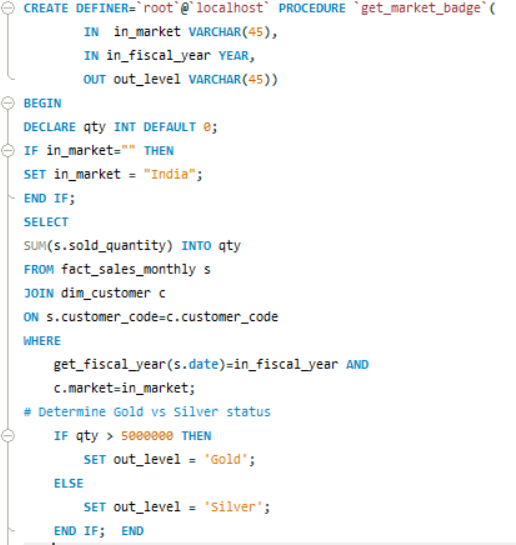 CREATE DEFINER=`root`@`localhost` PROCEDURE `get_market_badge`(
IN in_market VARCHAR(45),
IN in_fiscal_year YEAR,
OUT out_level VARCHAR(45))
BEGIN
DECLARE qty INT DEFAULT 0;
IF in_market="" THEN
SET in_market = "India";
END IF;
SELECT
SUM(s.sold_quantity) INTO qty
FROM fact_sales_monthly s
JOIN dim_customer c
ON s.customer_code=c.customer_code
WHERE
get_fiscal_year(s.date)=in_fiscal_year AND
c.market=in_market;
# Determine Gold vs Silver status
IF qty > 5000000 THEN
SET out_level = 'Gold';
ELSE
SET out_level = 'Silver';
END IF; END